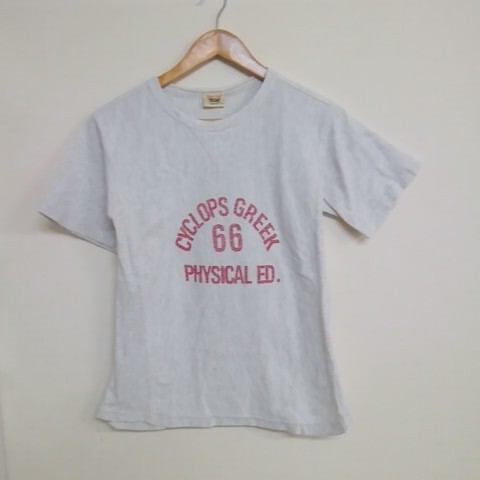 CYCLOPS GREEK
66
PHYSICAL ED.